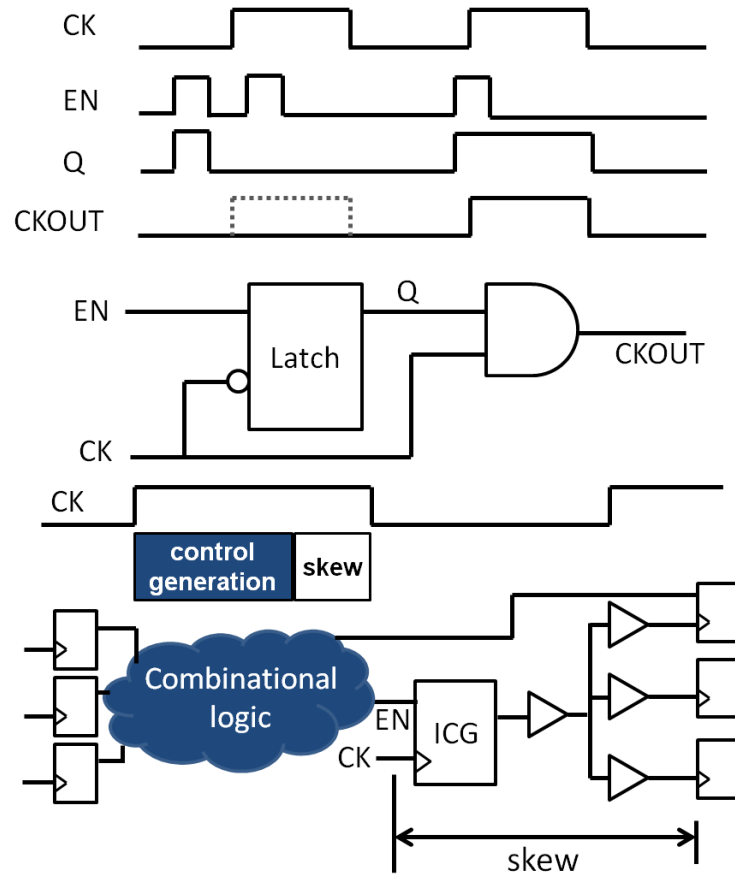 CK
EN
Q
CKOUT
EN
Q
Latch
CKOUT
CK
CK
control
generation
skew
Combinational
logic
EN
ICG
CK
skew